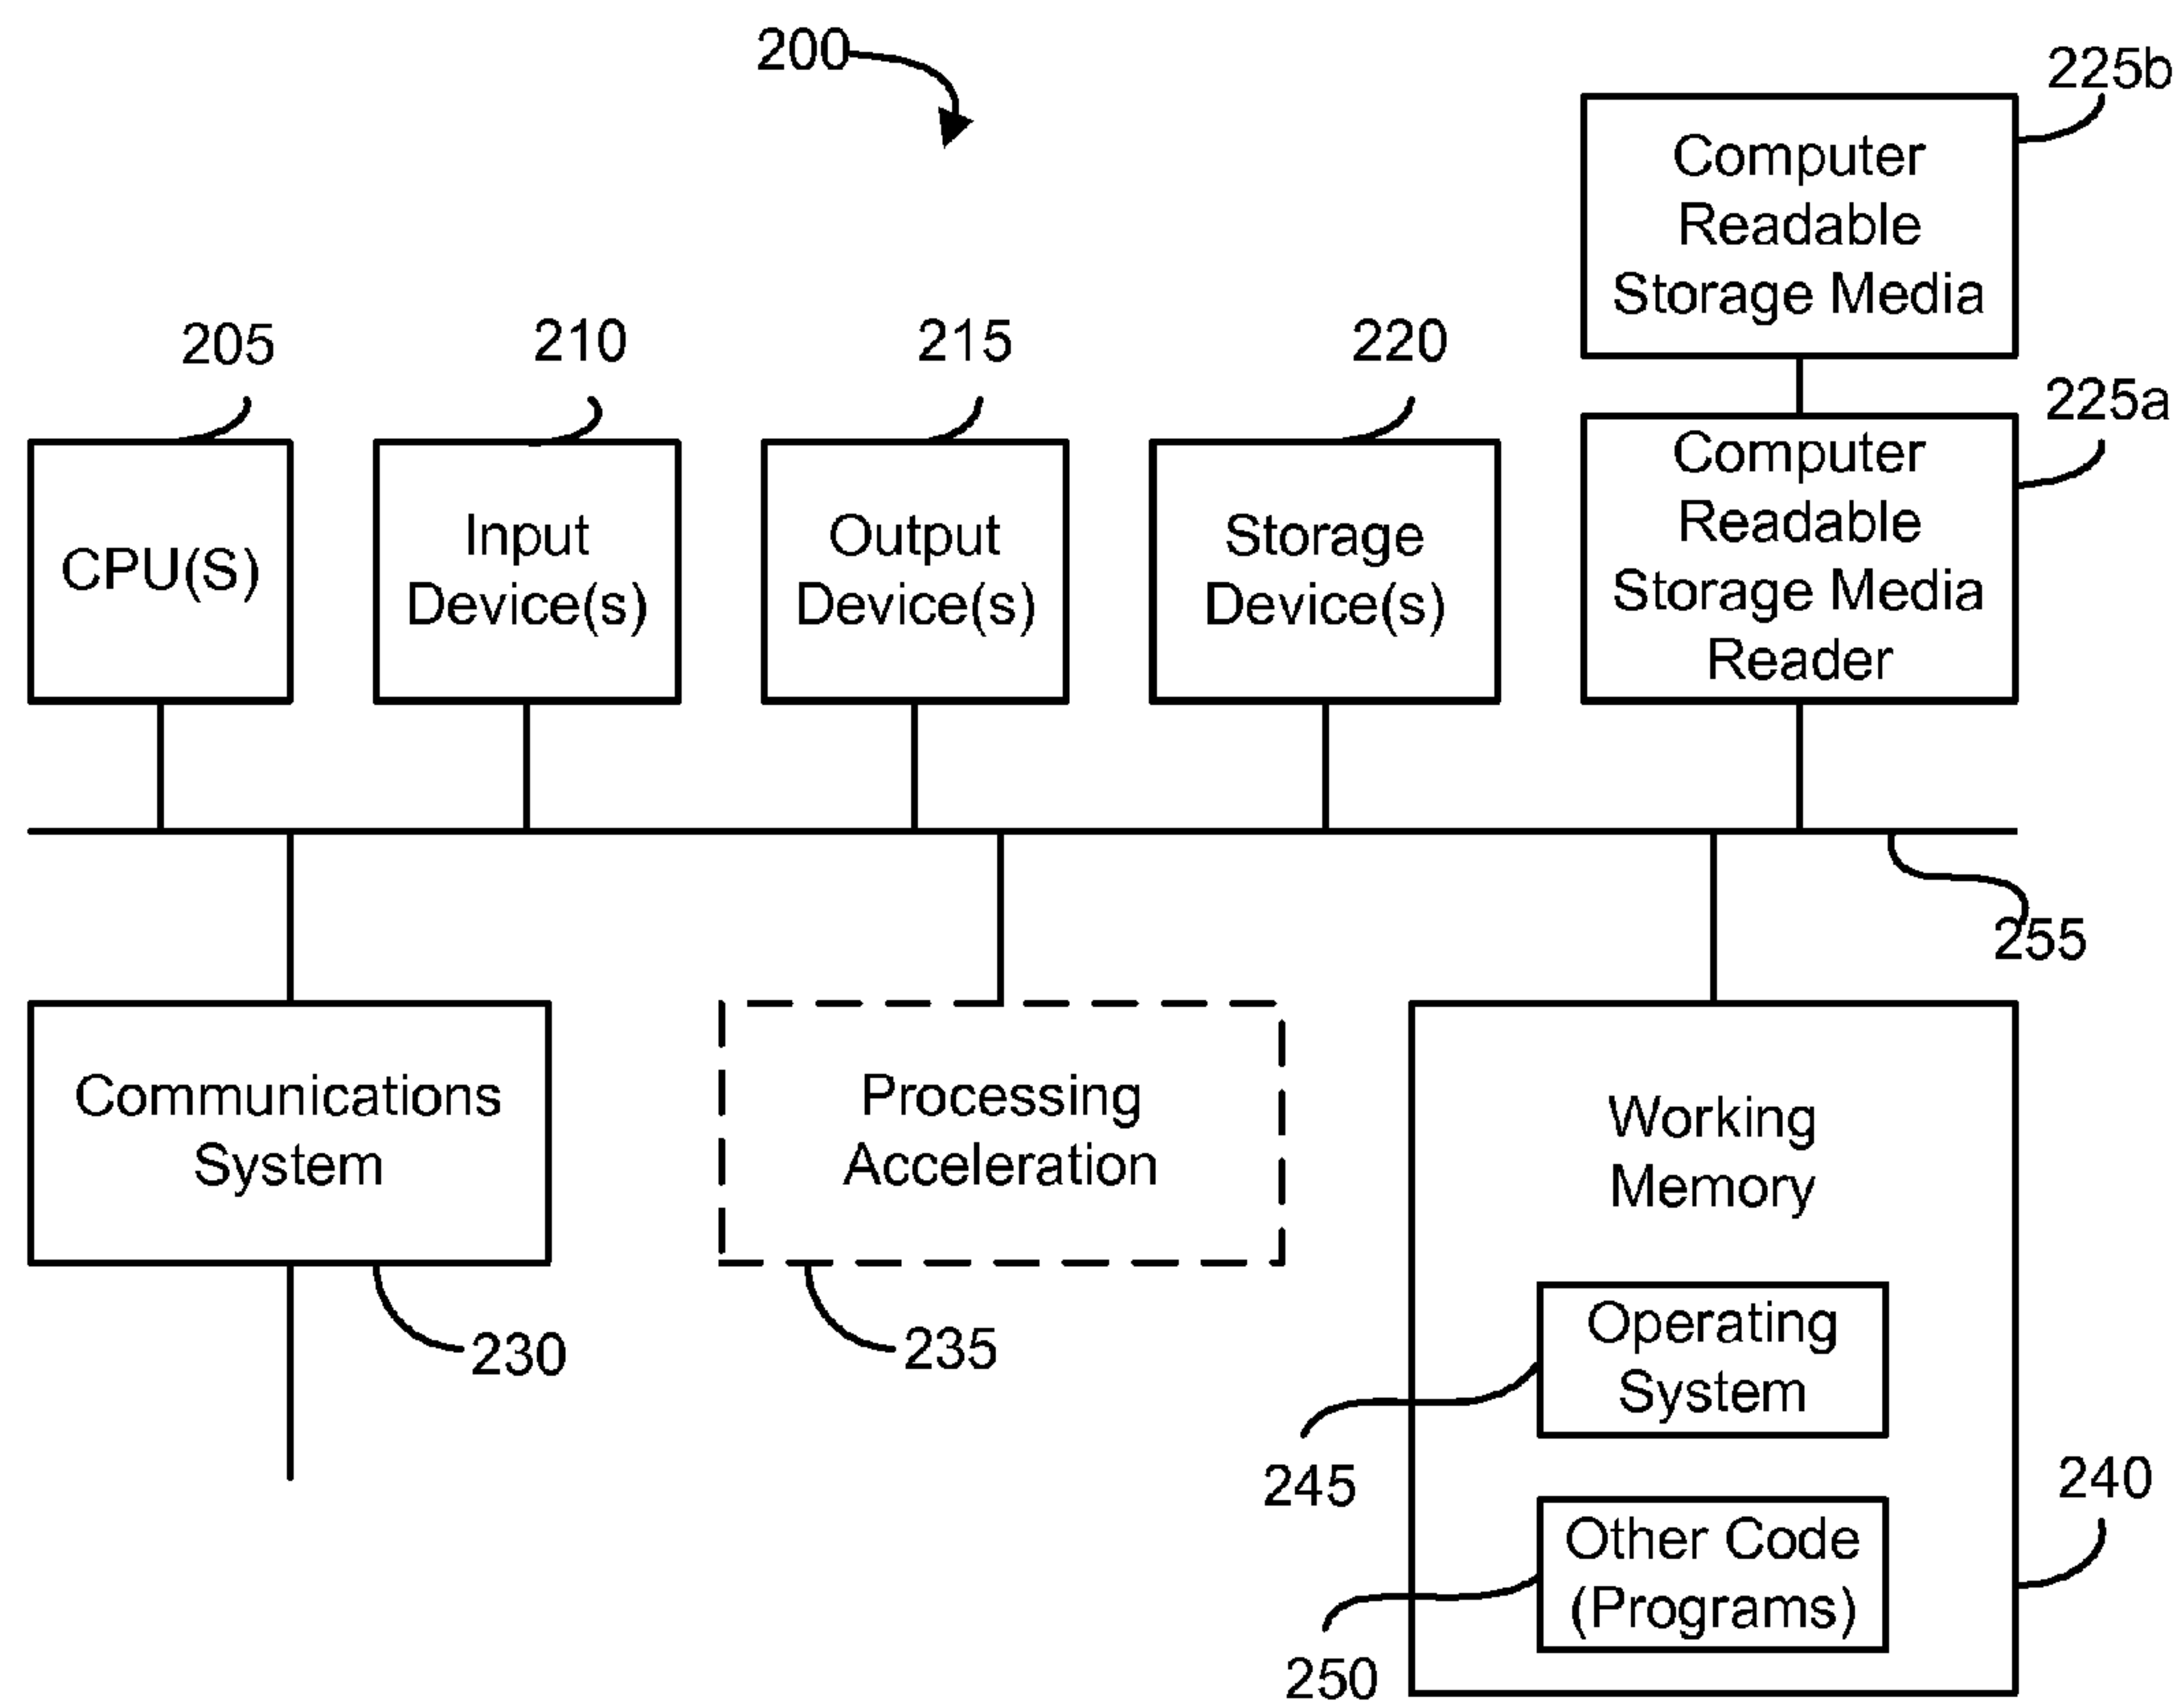 200
225b
Computer
Readable
Storage Media
205
210
215
220
225a
CPU(S)
Input
Device(s)
Output
Device(s)
Storage
Device(s)
Computer
Readable
Storage Media
Reader
255
Communications
System
Processing
Acceleration
Working
Memory
230
235
Operating
System
245
240
Other Code
(Programs)
250